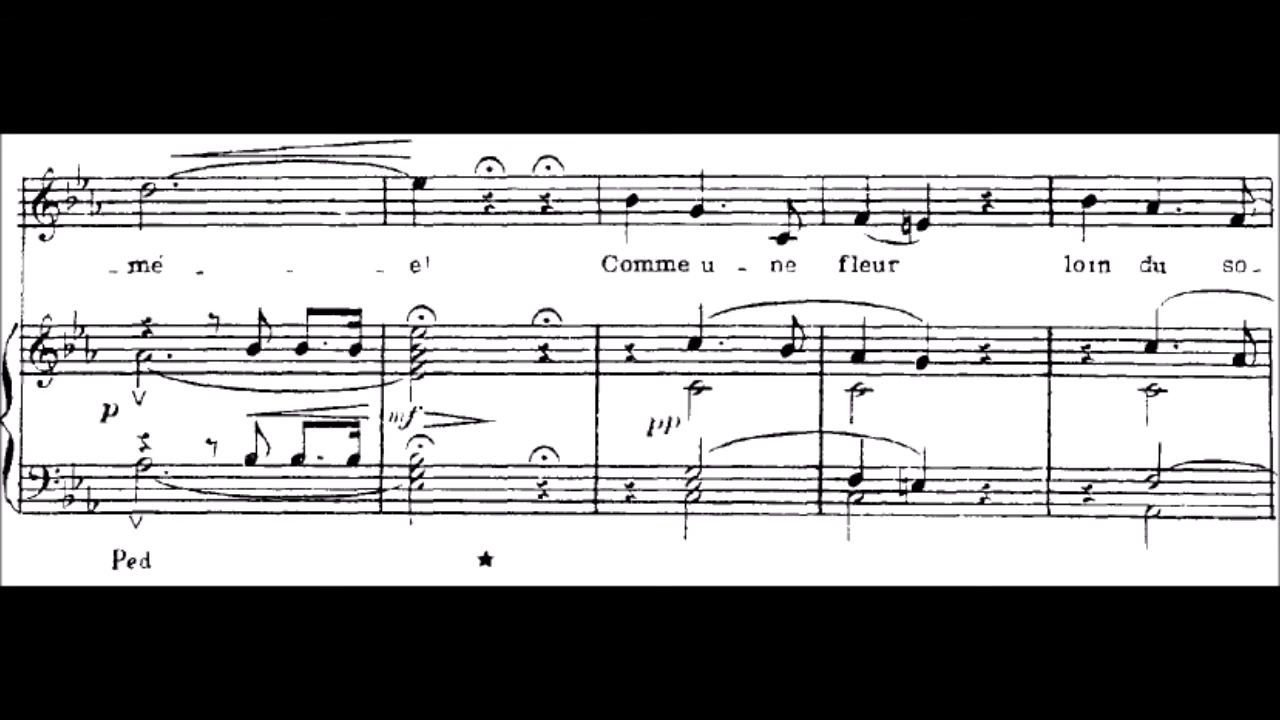 - mé - - - e! Comme u - ne fleur loin du so -
p mf pp
Ped